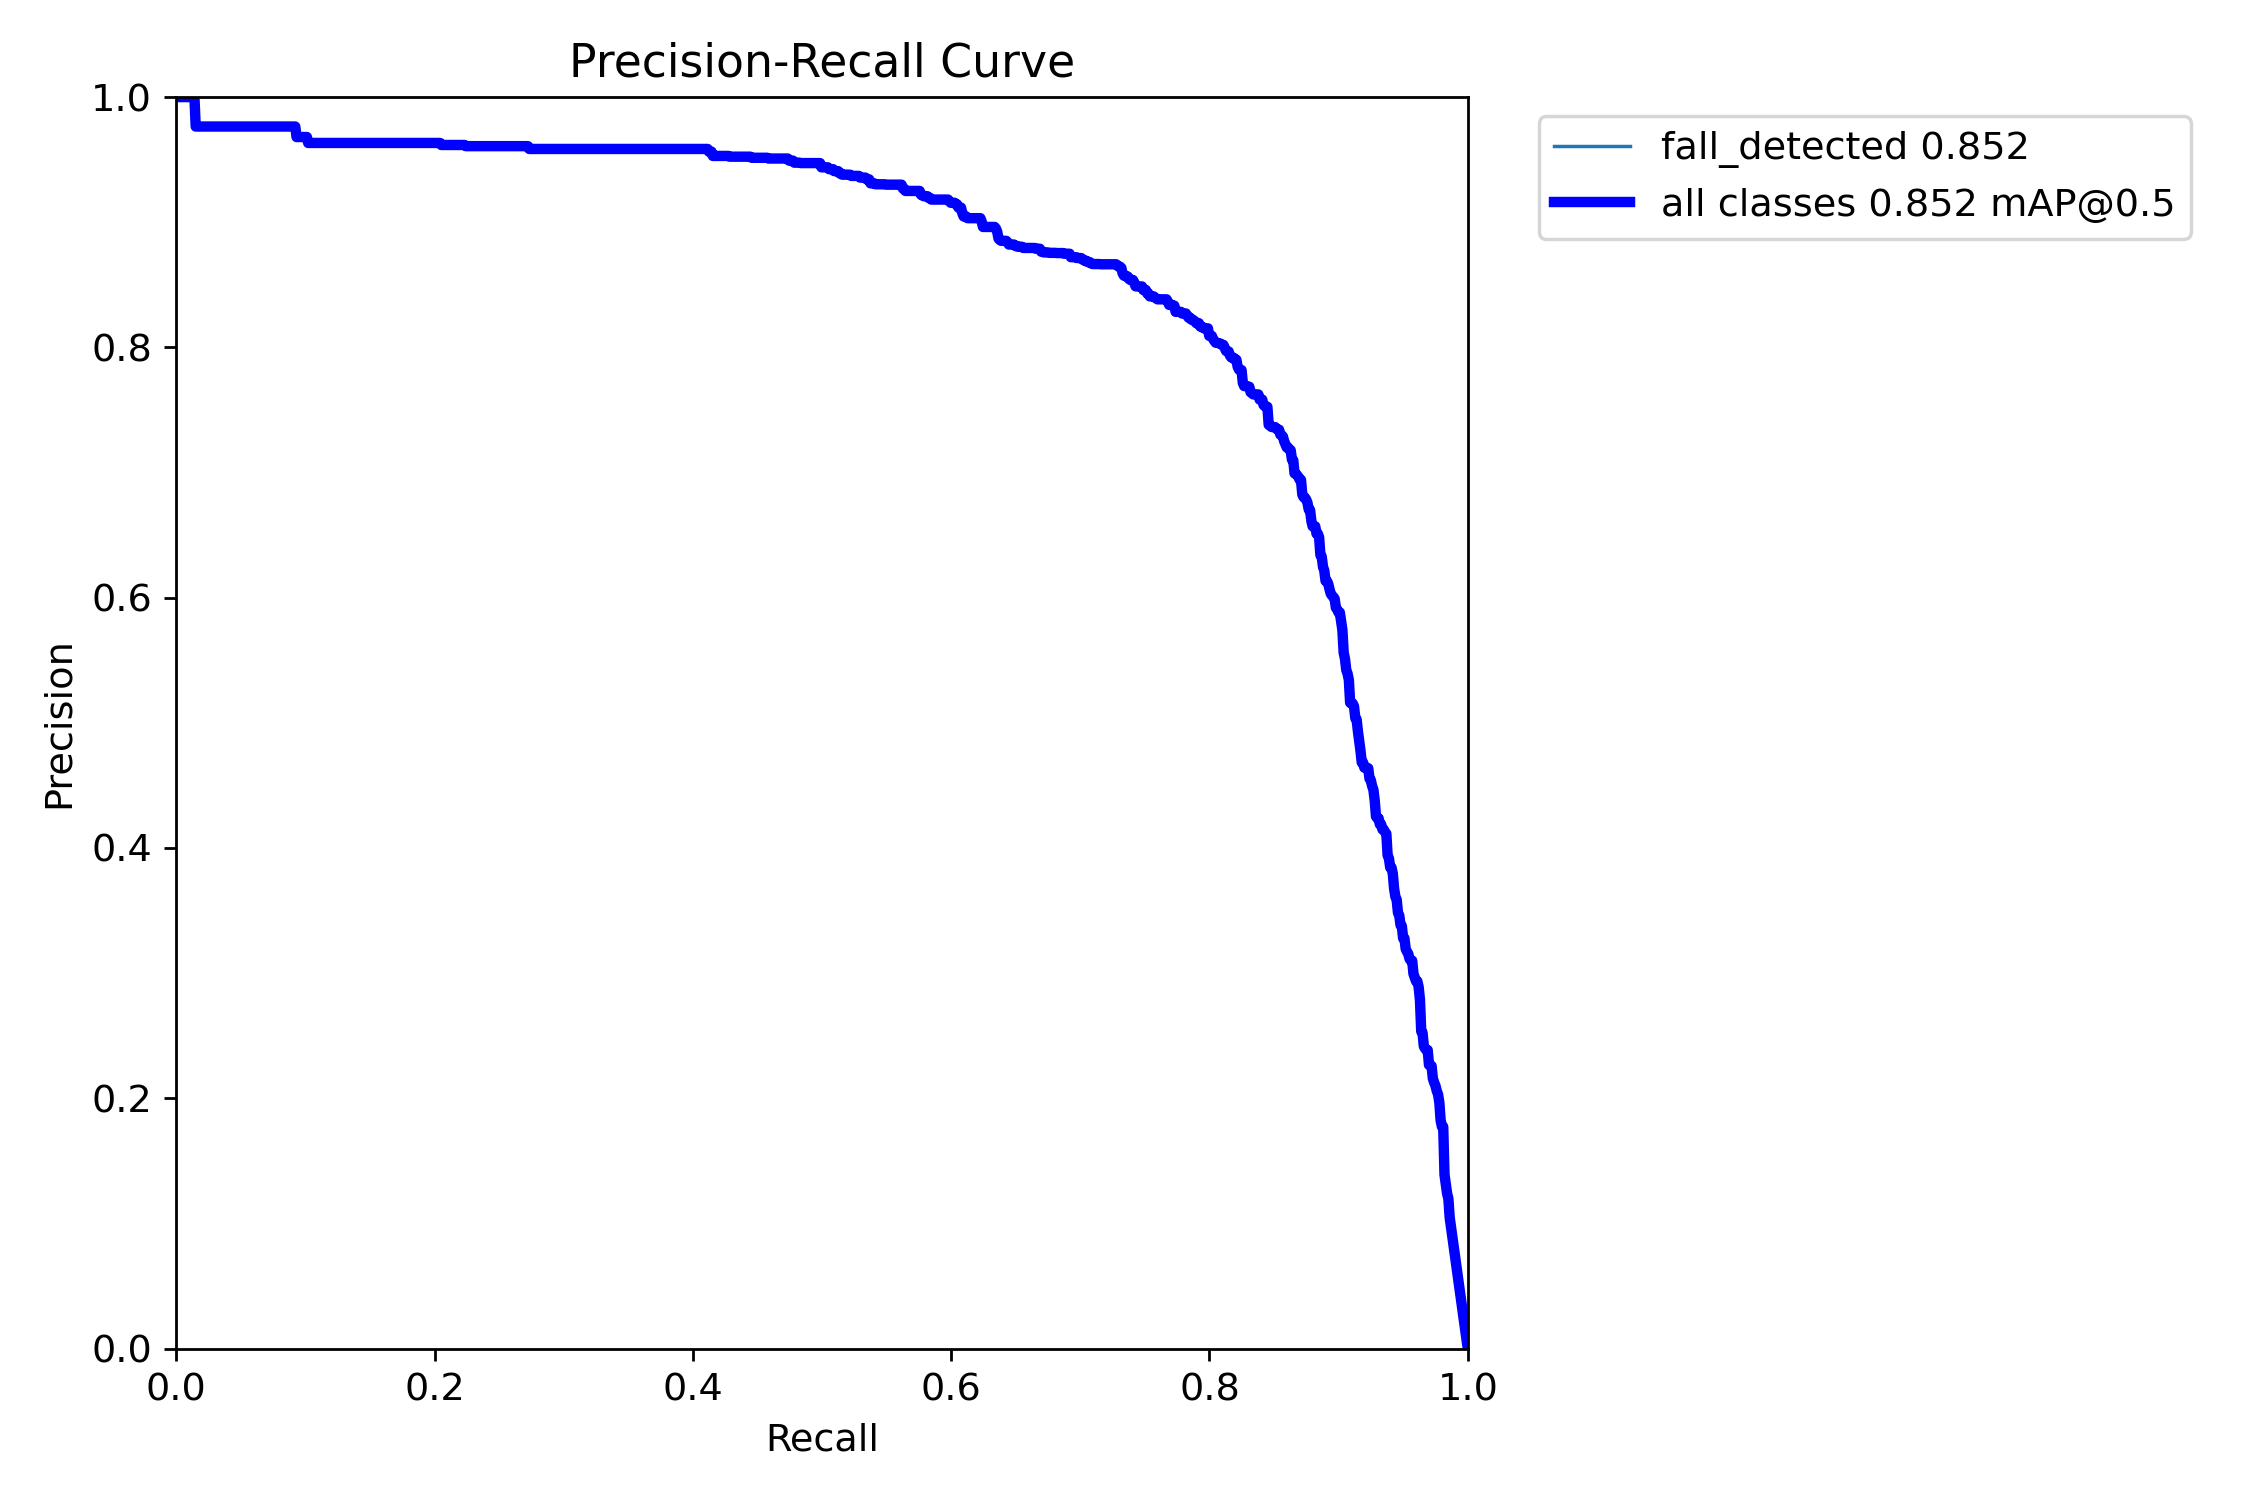 Precision-Recall Curve
1.0
0.8
0.6
0.4
0.2
0.0
Precision
0.0 0.2 0.4 0.6 0.8 1.0
Recall
fall_detected 0.852
all classes 0.852 mAP@0.5